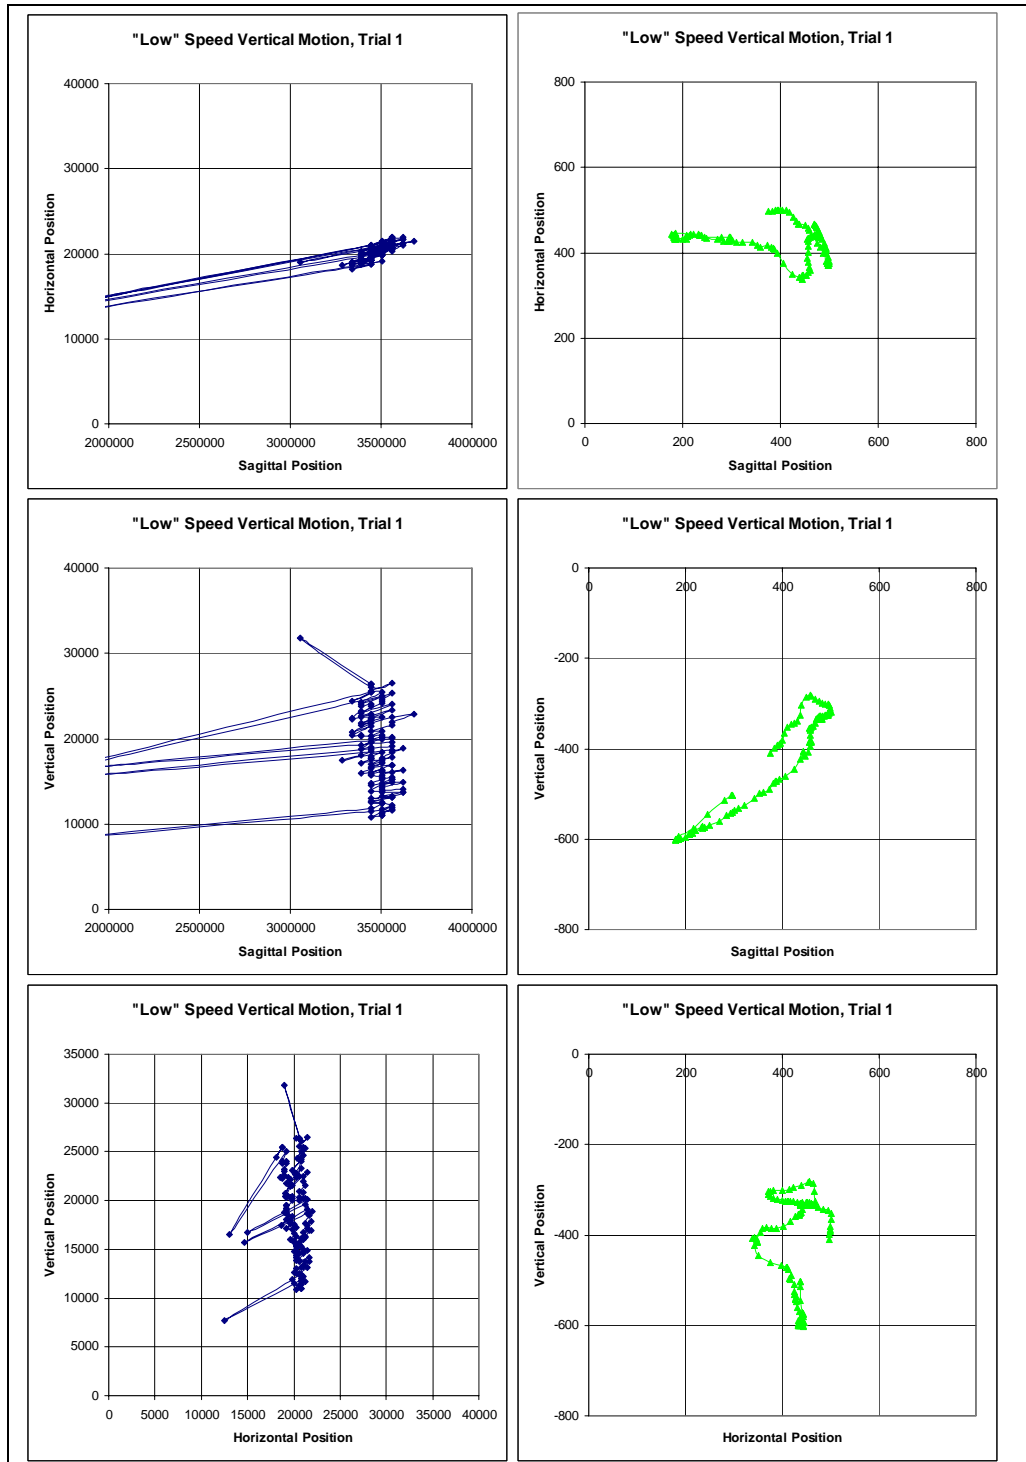 "Low" Speed Vertical Motion, Trial 1
40000
30000
20000
10000
0
2000000 2500000 3000000 3500000 4000000
Horizontal Position
Sagittal Position
"Low" Speed Vertical Motion, Trial 1
800
600
400
200
0
0 200 400 600 800
Horizontal Position
Sagittal Position
"Low" Speed Vertical Motion, Trial 1
40000
30000
20000
10000
0
2000000 2500000 3000000 3500000 4000000
Vertical Position
Sagittal Position
"Low" Speed Vertical Motion, Trial 1
0
0 200 400 600 800
-200
-400
-600
-800
Vertical Position
Sagittal Position
"Low" Speed Vertical Motion, Trial 1
35000
30000
25000
20000
15000
10000
5000
0
0 5000 10000 15000 20000 25000 30000 35000 40000
Vertical Position
Horizontal Position
"Low" Speed Vertical Motion, Trial 1
0
0 200 400 600 800
-200
-400
-600
-800
Vertical Position
Horizontal Position